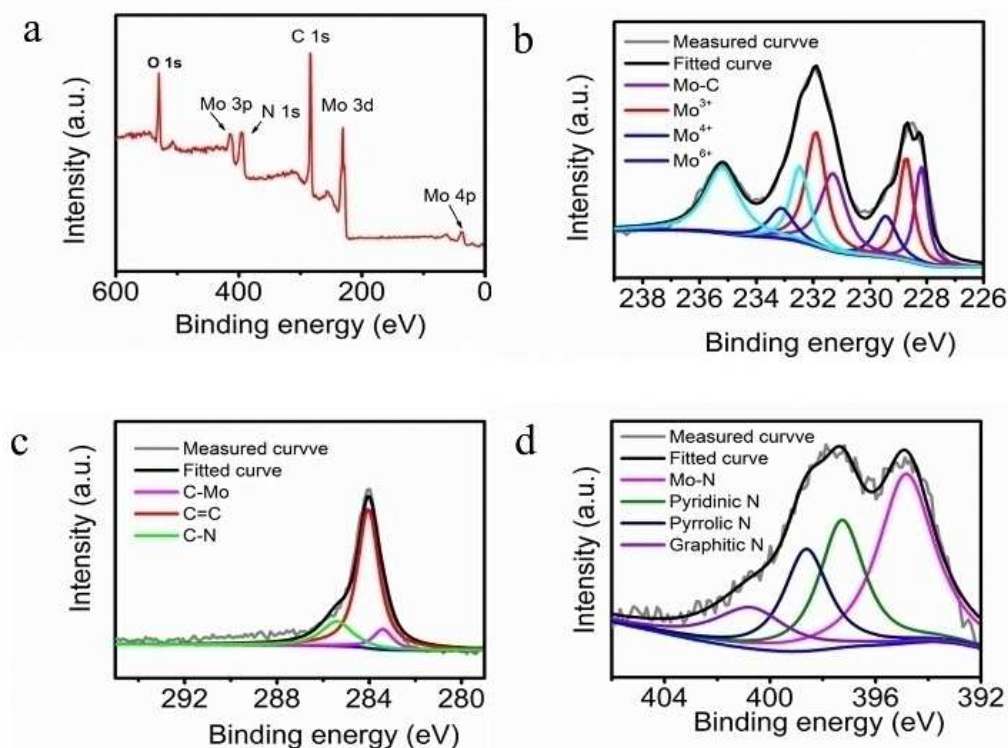 a
O 1s
Mo 3p
N 1s
C 1s
Mo 3d
Mo 4p
Intensity (a.u.)
600 400 200 0
Binding energy (eV)
b
Measured curvve
Fitted curve
Mo-C
Mo3+
Mo4+
Mo6+
Intensity (a.u.)
238 236 234 232 230 228 226
Binding energy (eV)
c
Measured curvve
Fitted curve
C-Mo
C=C
C-N
Intensity (a.u.)
292 288 284 280
Binding energy (eV)
d
Measured curvve
Fitted curve
Mo-N
Pyridinic N
Pyrrolic N
Graphitic N
Intensity (a.u.)
404 400 396 392
Binding energy (eV)